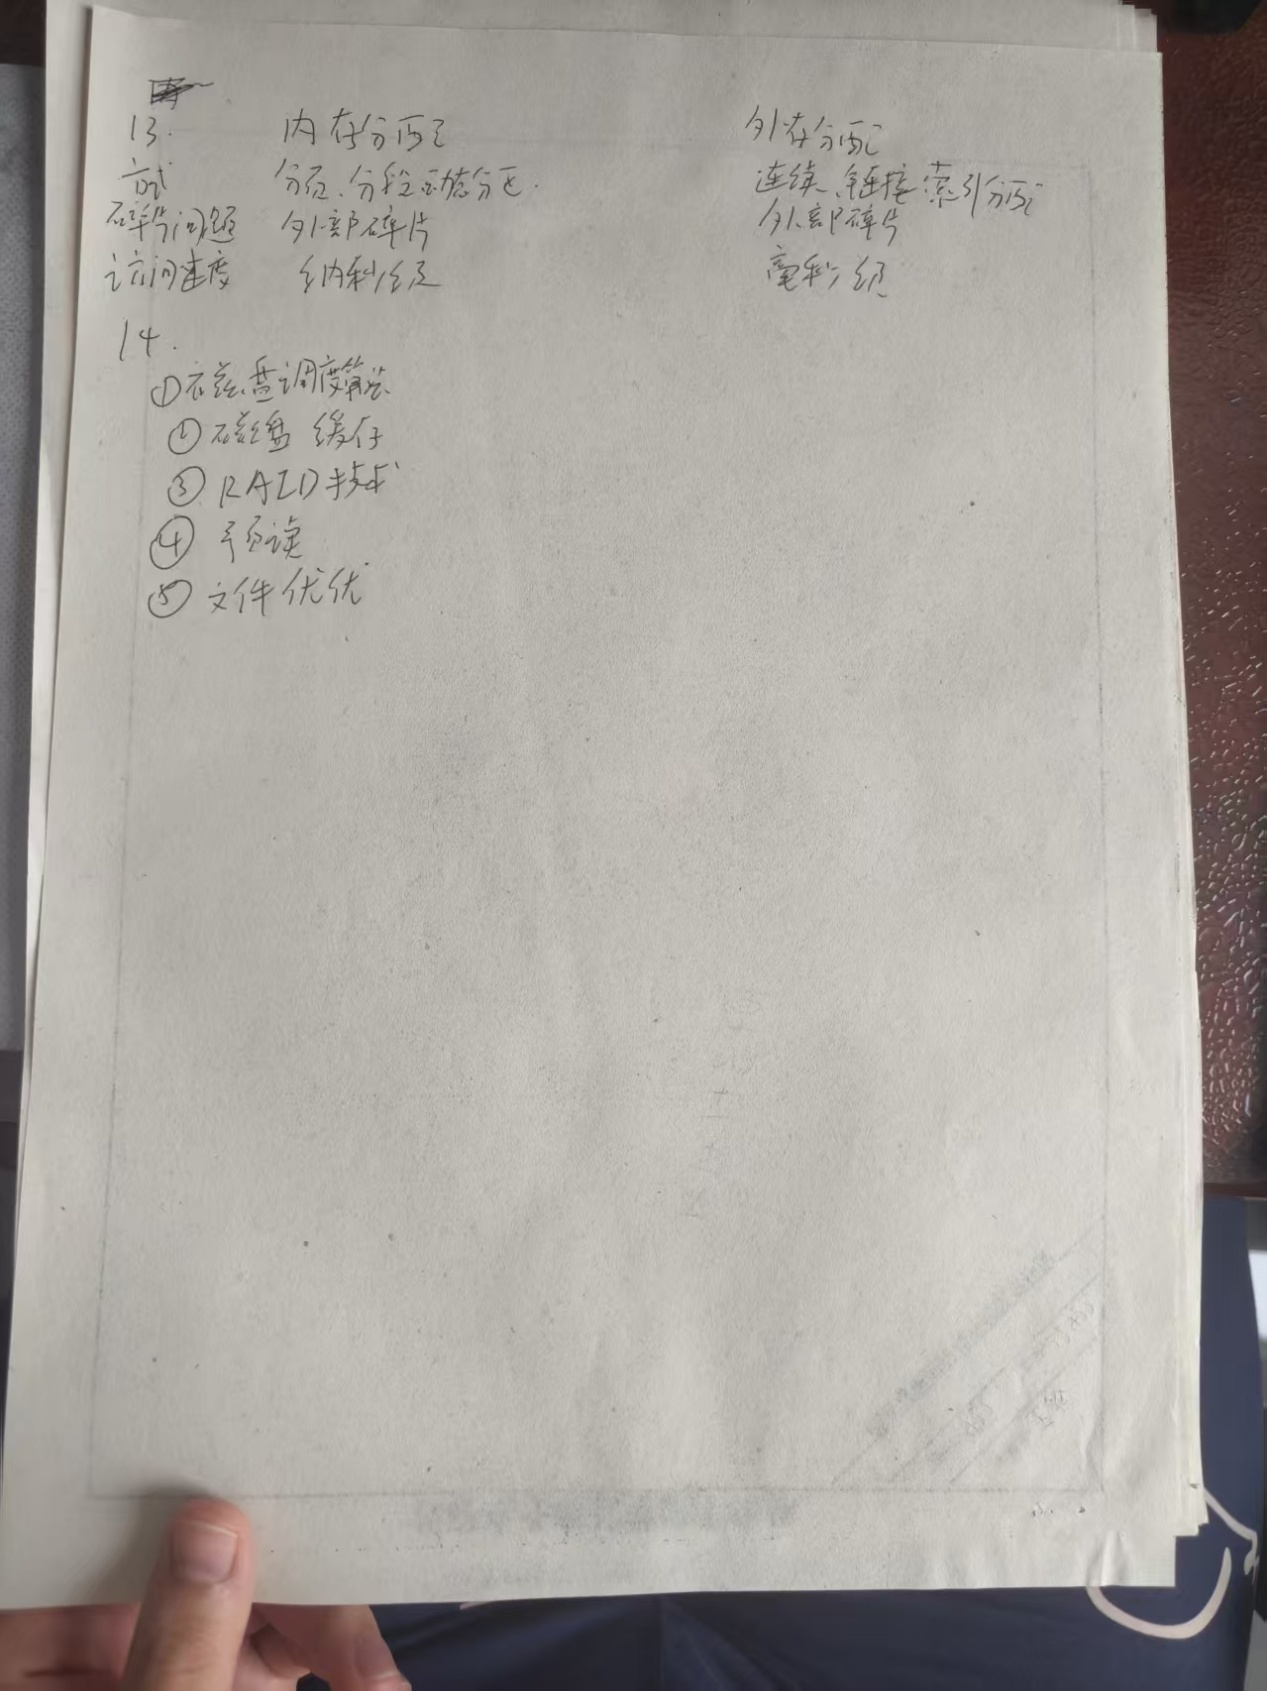 13. 内存分配 外存分配
方式 分页、分段、动态分区. 连续、链接、索引分配
碎片问题 外部碎片 外部碎片
访问速度 纳秒级 毫秒级
14.
①磁盘调度算法
②磁盘缓存
③RAID技术
④预读
⑤文件优优